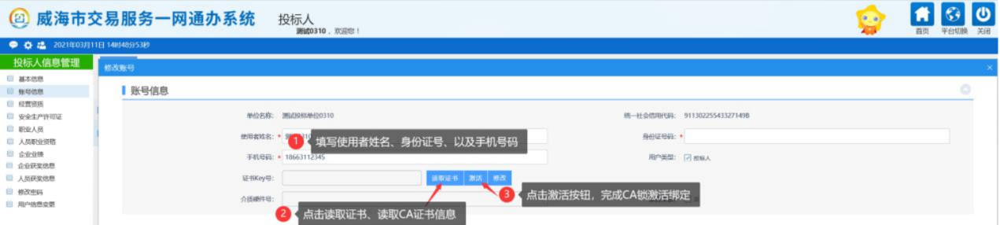 威海市交易服务一网通办系统
投标人
测试0310，欢迎您！
首页 平台切换 关闭
2021年03月11日 14时48分53秒
投标人信息管理
修改账号 ×
基本信息
账号信息
经营资质
安全生产许可证
职业人员
人员职业资格
企业业绩
企业获奖信息
人员获奖信息
修改密码
用户信息变更
账号信息
单位名称: 测试投标单位0310 统一社会信用代码: 91130225543327149B
使用者姓名: * 身份证号码: *
1 填写使用者姓名、身份证号、以及手机号码
手机号码: * 18663112345 用户类型: 投标人
证书Key号: 读取证书 激活 修改
3 点击激活按钮，完成CA锁激活绑定
介质硬件号:
2 点击读取证书、读取CA证书信息